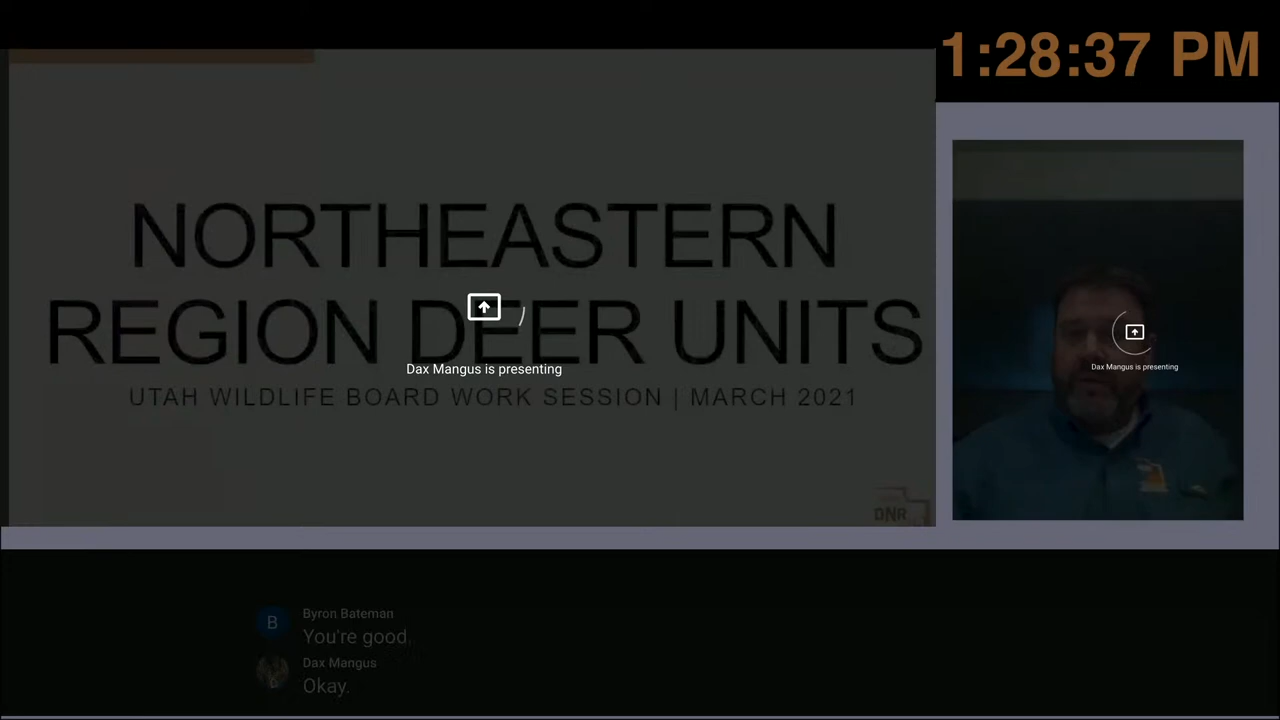 1:28:37 PM
NORTHEASTERN
REGION DEER UNITS
Dax Mangus is presenting
UTAH WILDLIFE BOARD WORK SESSION | MARCH 2021
DNR
Dax Mangus is presenting
B
Byron Bateman
You're good.
Dax Mangus
Okay.